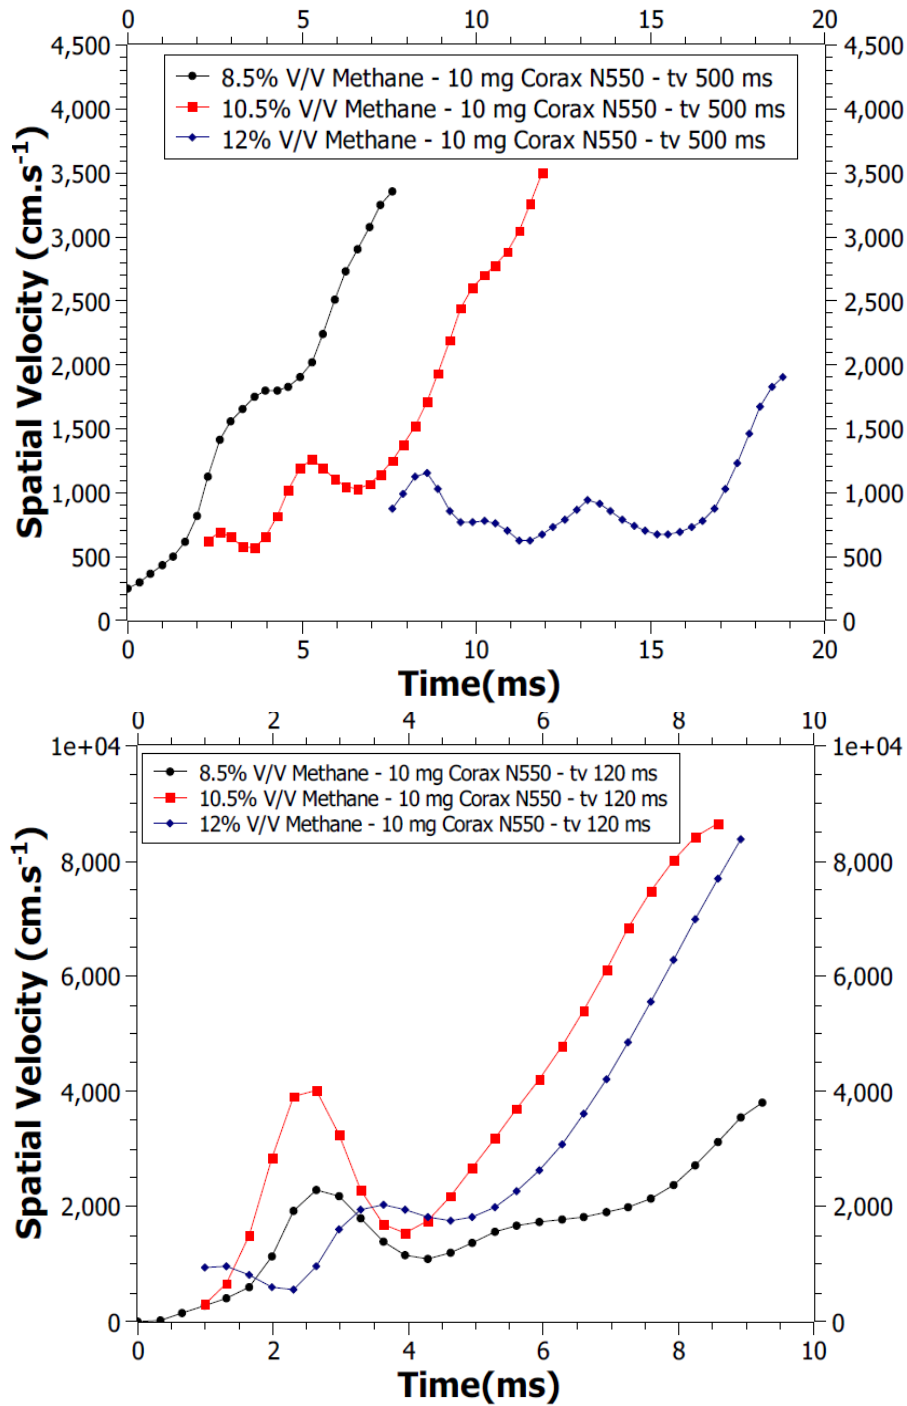 0 5 10 15 20
4,500 4,500
8.5% V/V Methane - 10 mg Corax N550 - tv 500 ms
10.5% V/V Methane - 10 mg Corax N550 - tv 500 ms
12% V/V Methane - 10 mg Corax N550 - tv 500 ms
4,000 4,000
3,500 3,500
3,000 3,000
2,500 2,500
2,000 2,000
1,500 1,500
1,000 1,000
500 500
0 0
Spatial Velocity (cm.s⁻¹)
0 5 10 15 20
Time(ms)
0 2 4 6 8 10
1e+04 1e+04
8.5% V/V Methane - 10 mg Corax N550 - tv 120 ms
10.5% V/V Methane - 10 mg Corax N550 - tv 120 ms
12% V/V Methane - 10 mg Corax N550 - tv 120 ms
8,000 8,000
6,000 6,000
4,000 4,000
2,000 2,000
0 0
Spatial Velocity (cm.s⁻¹)
0 2 4 6 8 10
Time(ms)